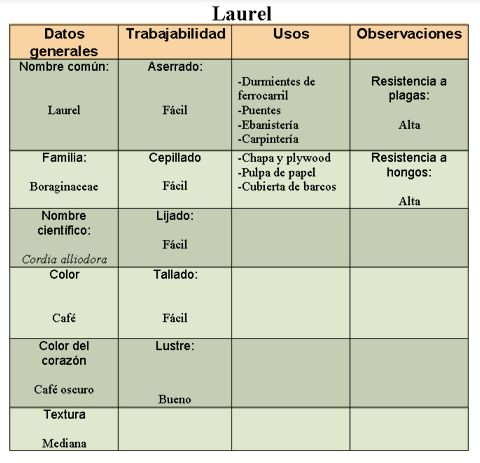 Laurel
Datos generales
Trabajabilidad
Usos
Observaciones
Nombre común:
Laurel
Aserrado:
Fácil
-Durmientes de
ferrocarril
-Puentes
-Ebanistería
-Carpintería
Resistencia a
plagas:
Alta
Familia:
Boraginaceae
Cepillado
Fácil
-Chapa y plywood
-Pulpa de papel
-Cubierta de barcos
Resistencia a
hongos:
Alta
Nombre
científico:
Cordia alliodora
Lijado:
Fácil
Color
Café
Tallado:
Fácil
Color del
corazón
Café oscuro
Lustre:
Bueno
Textura
Mediana